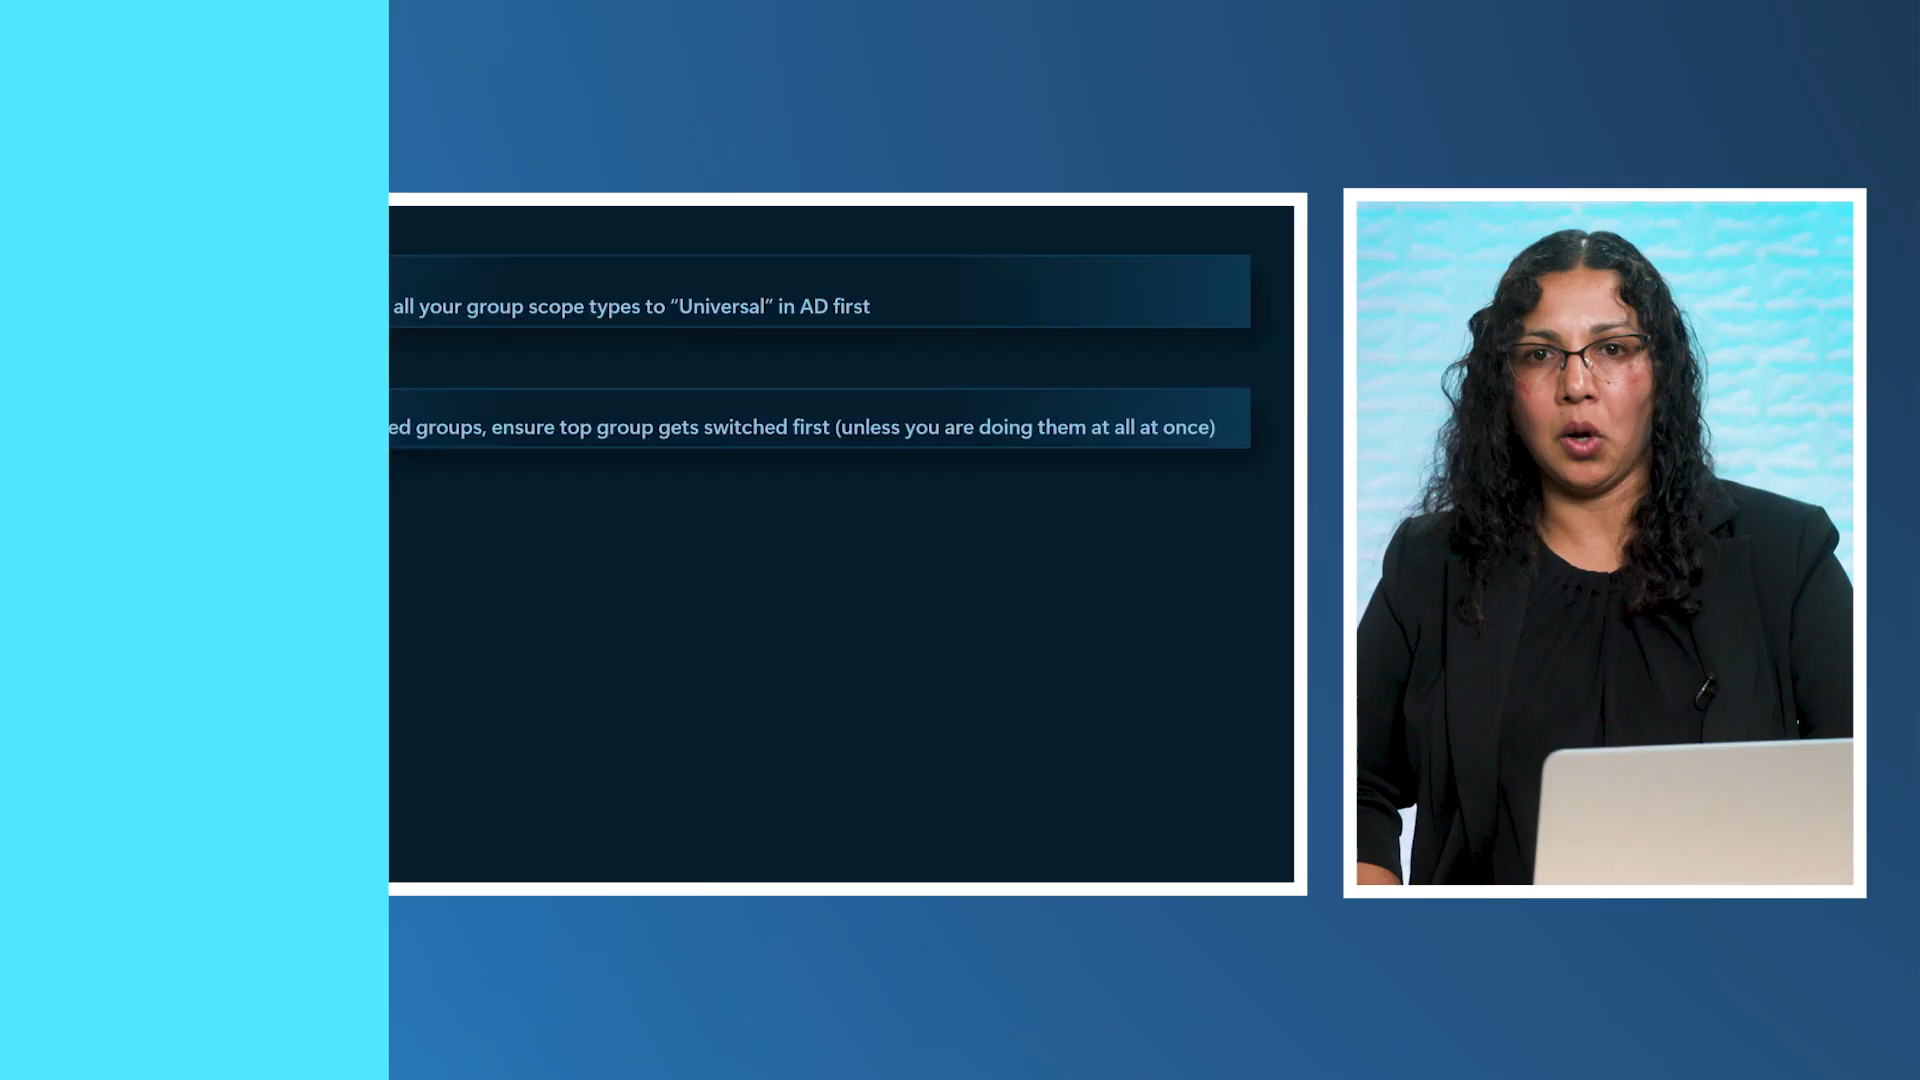 all your group scope types to “Universal” in AD first
groups, ensure top group gets switched first (unless you are doing them at all at once)